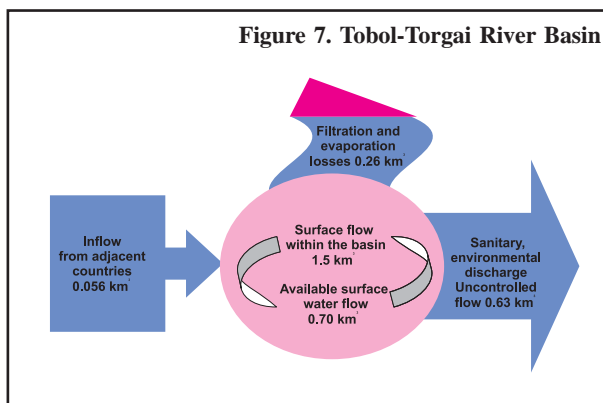 Figure 7. Tobol-Torgai River Basin
Filtration and
evaporation
losses 0.26 km³
Inflow
from adjacent
countries
0.056 km³
Surface flow
within the basin
1.5 km³
Available surface
water flow
0.70 km³
Sanitary,
environmental
discharge
Uncontrolled
flow 0.63 km³